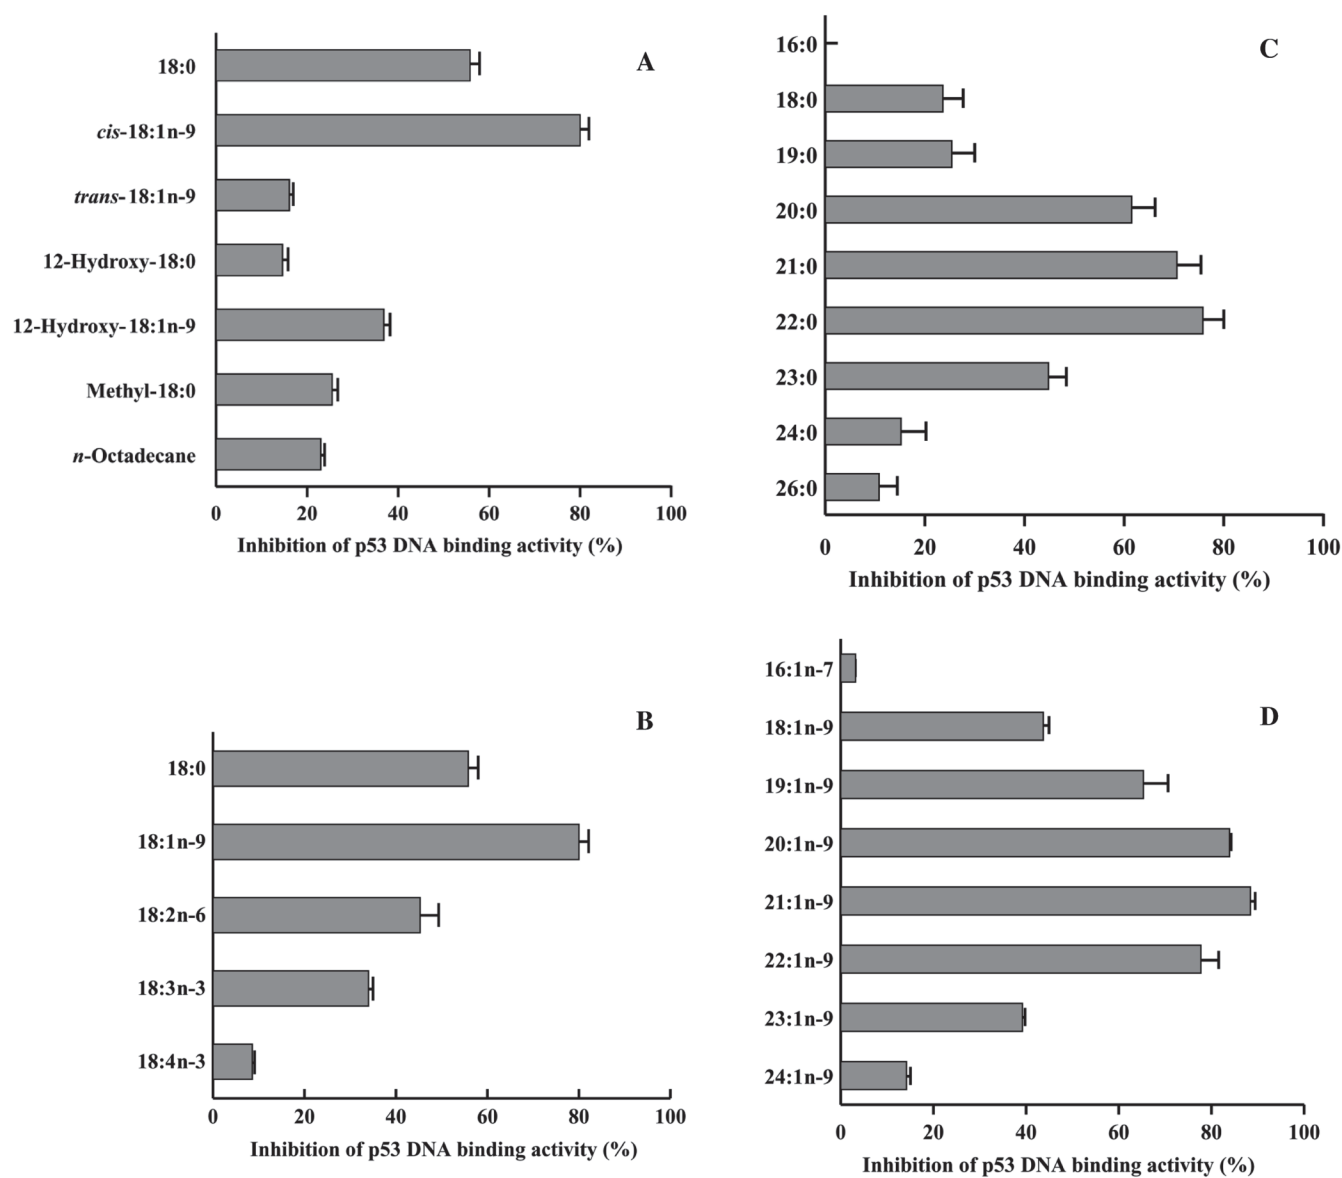 A
18:0
cis-18:1n-9
trans-18:1n-9
12-Hydroxy-18:0
12-Hydroxy-18:1n-9
Methyl-18:0
n-Octadecane
0 20 40 60 80 100
Inhibition of p53 DNA binding activity (%)
C
16:0
18:0
19:0
20:0
21:0
22:0
23:0
24:0
26:0
0 20 40 60 80 100
Inhibition of p53 DNA binding activity (%)
B
18:0
18:1n-9
18:2n-6
18:3n-3
18:4n-3
0 20 40 60 80 100
Inhibition of p53 DNA binding activity (%)
D
16:1n-7
18:1n-9
19:1n-9
20:1n-9
21:1n-9
22:1n-9
23:1n-9
24:1n-9
0 20 40 60 80 100
Inhibition of p53 DNA binding activity (%)